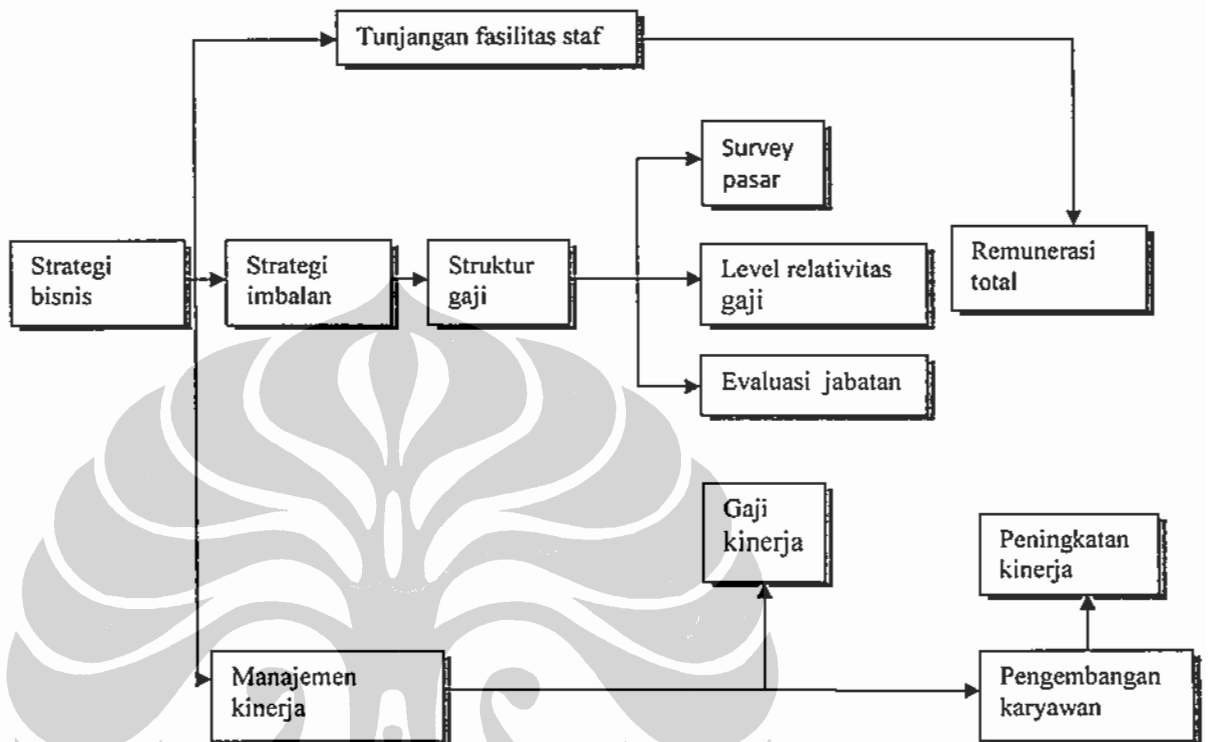 Tunjangan fasilitas staf
Survey
pasar
Strategi
bisnis
Strategi
imbalan
Struktur
gaji
Level relativitas
gaji
Remunerasi
total
Evaluasi jabatan
Gaji
kinerja
Peningkatan
kinerja
Manajemen
kinerja
Pengembangan
karyawan